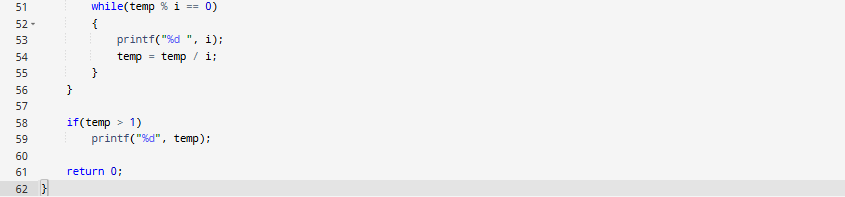 51 while(temp % i == 0)
52 {
53 printf("%d ", i);
54 temp = temp / i;
55 }
56 }
57
58 if(temp > 1)
59 printf("%d", temp);
60
61 return 0;
62 }